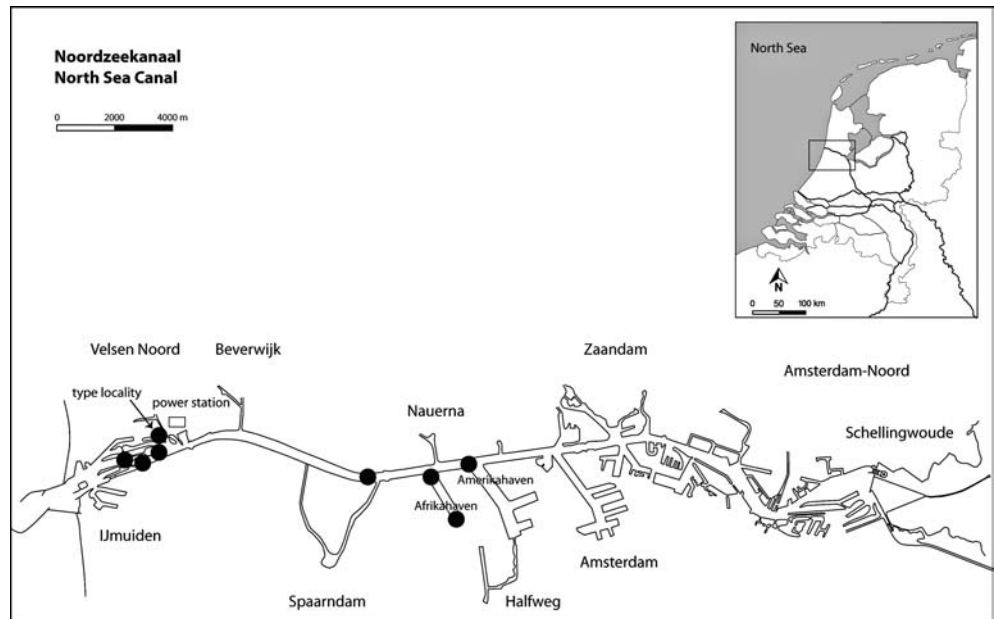 Noordzeekanaal
North Sea Canal
0 2000 4000 m
North Sea
N
0 50 100 km
Velsen Noord
Beverwijk
Zaandam
Amsterdam-Noord
type locality
power station
Nauerna
Schellingwoude
Amerikahaven
Afrikahaven
IJmuiden
Amsterdam
Spaarndam
Halfweg